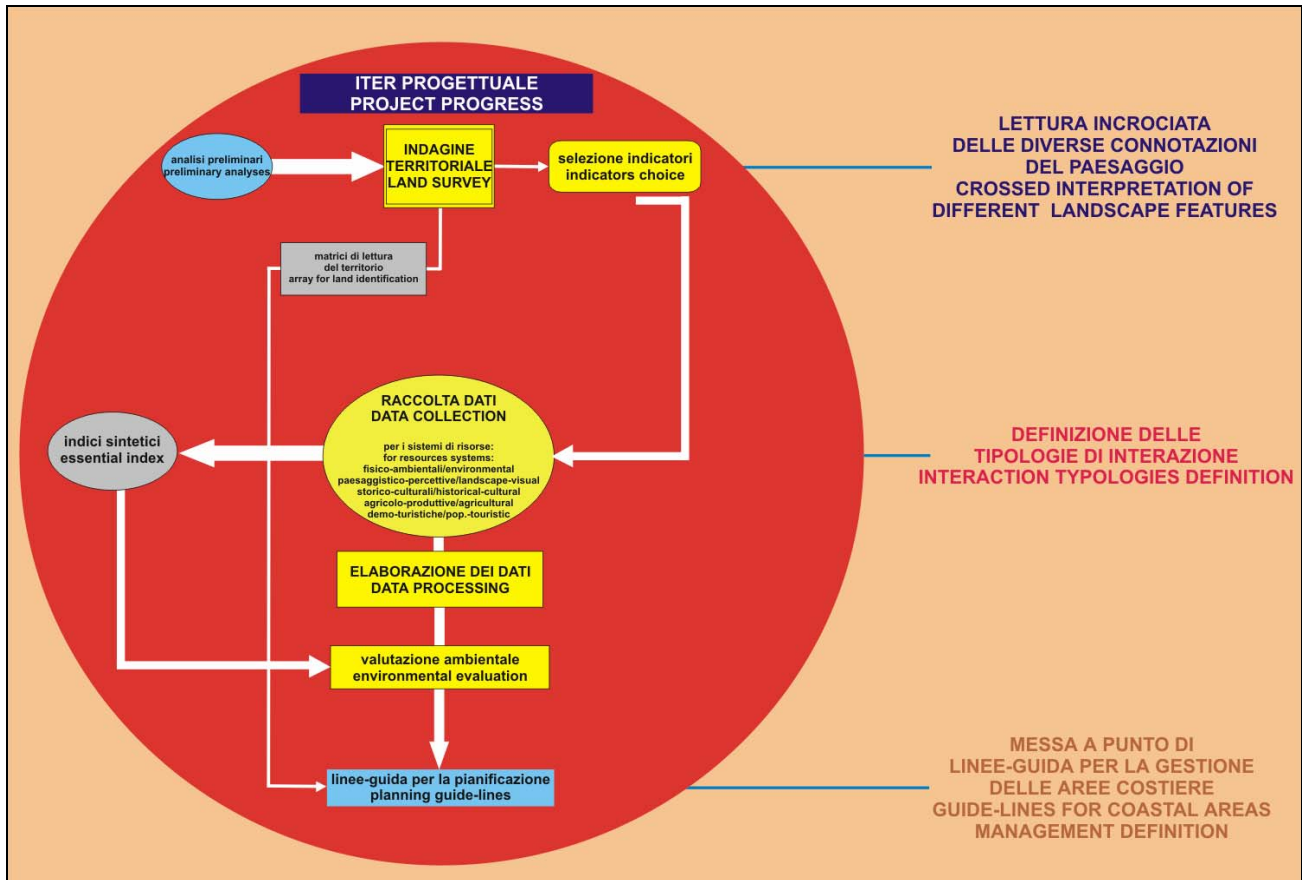 ITER PROGETTUALE
PROJECT PROGRESS
analisi preliminari
preliminary analyses
INDAGINE
TERRITORIALE
LAND SURVEY
selezione indicatori
indicators choice
matrici di lettura
del territorio
array for land identification
RACCOLTA DATI
DATA COLLECTION
per i sistemi di risorse:
for resources systems:
fisico-ambientali/environmental
paesaggistico-percettive/landscape-visual
storico-culturali/historical-cultural
agricolo-produttive/agricultural
demo-turistiche/pop.-touristic
indici sintetici
essential index
ELABORAZIONE DEI DATI
DATA PROCESSING
valutazione ambientale
environmental evaluation
linee-guida per la pianificazione
planning guide-lines
LETTURA INCROCIATA
DELLE DIVERSE CONNOTAZIONI
DEL PAESAGGIO
CROSSED INTERPRETATION OF
DIFFERENT LANDSCAPE FEATURES
DEFINIZIONE DELLE
TIPOLOGIE DI INTERAZIONE
INTERACTION TYPOLOGIES DEFINITION
MESSA A PUNTO DI
LINEE-GUIDA PER LA GESTIONE
DELLE AREE COSTIERE
GUIDE-LINES FOR COASTAL AREAS
MANAGEMENT DEFINITION